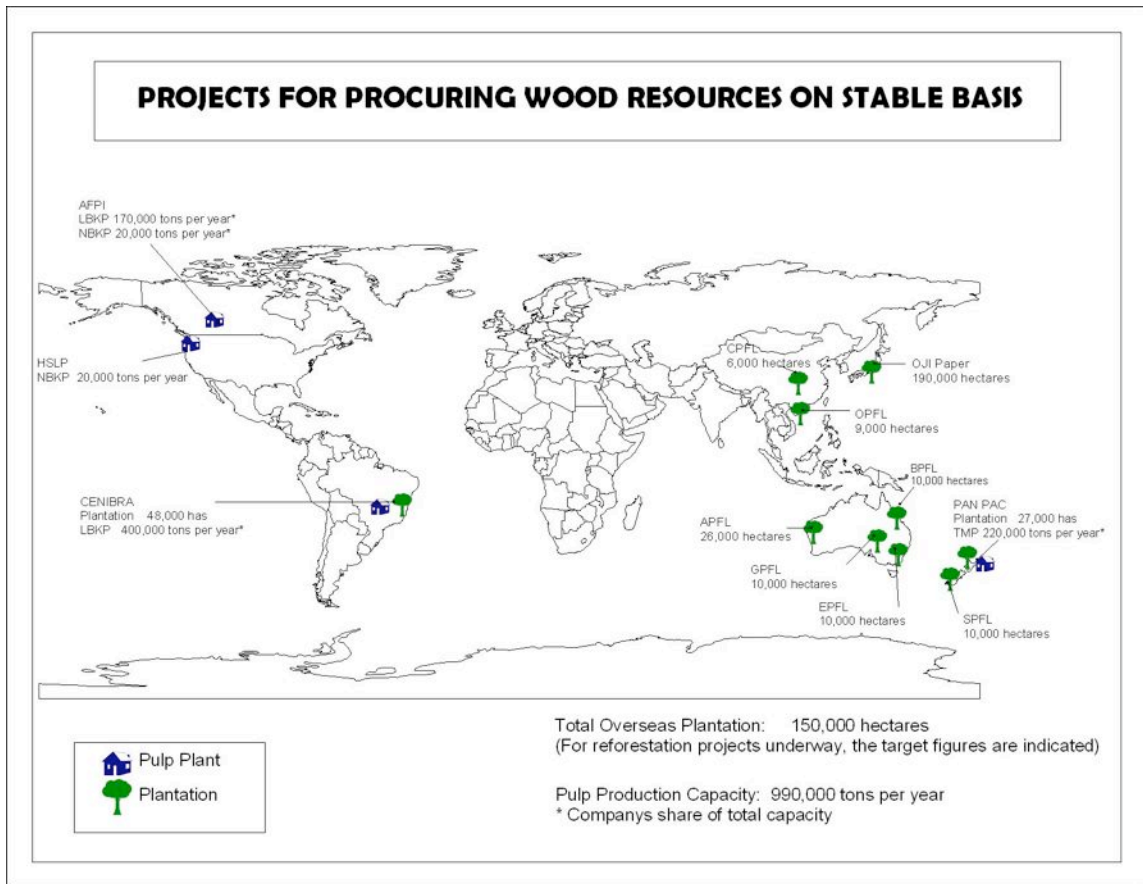 PROJECTS FOR PROCURING WOOD RESOURCES ON STABLE BASIS
AFPI
LBKP 170,000 tons per year*
NBKP 20,000 tons per year*
HSLP
NBKP 20,000 tons per year
CPFL
6,000 hectares
OJI Paper
190,000 hectares
OPFL
9,000 hectares
CENIBRA
Plantation 48,000 has
LBKP 400,000 tons per year*
BPFL
10,000 hectares
PAN PAC
Plantation 27,000 has
TMP 220,000 tons per year*
APFL
26,000 hectares
GPFL
10,000 hectares
EPFL
10,000 hectares
SPFL
10,000 hectares
Total Overseas Plantation: 150,000 hectares
(For reforestation projects underway, the target figures are indicated)
Pulp Production Capacity: 990,000 tons per year
* Companys share of total capacity
Pulp Plant
Plantation